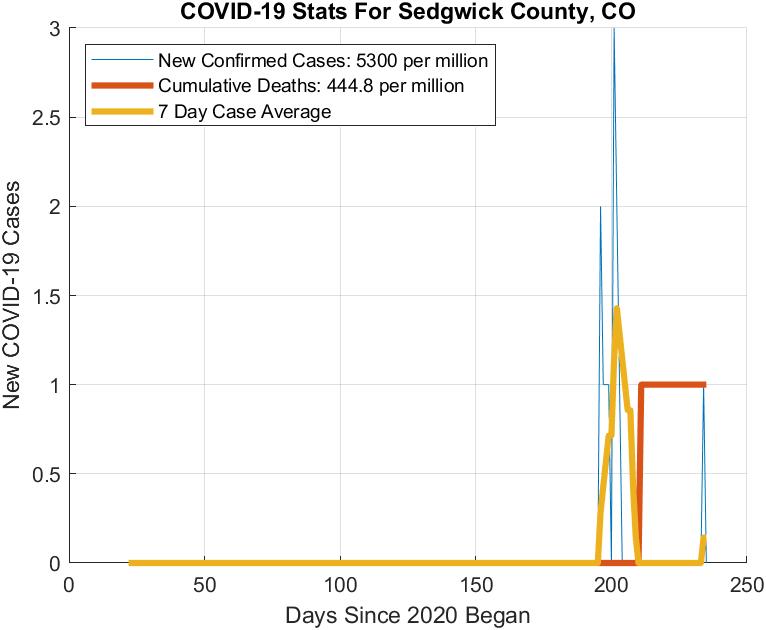 COVID-19 Stats For Sedgwick County, CO
3
New Confirmed Cases: 5300 per million
Cumulative Deaths: 444.8 per million
7 Day Case Average
2.5
2
1.5
1
0.5
0
New COVID-19 Cases
0 50 100 150 200 250
Days Since 2020 Began